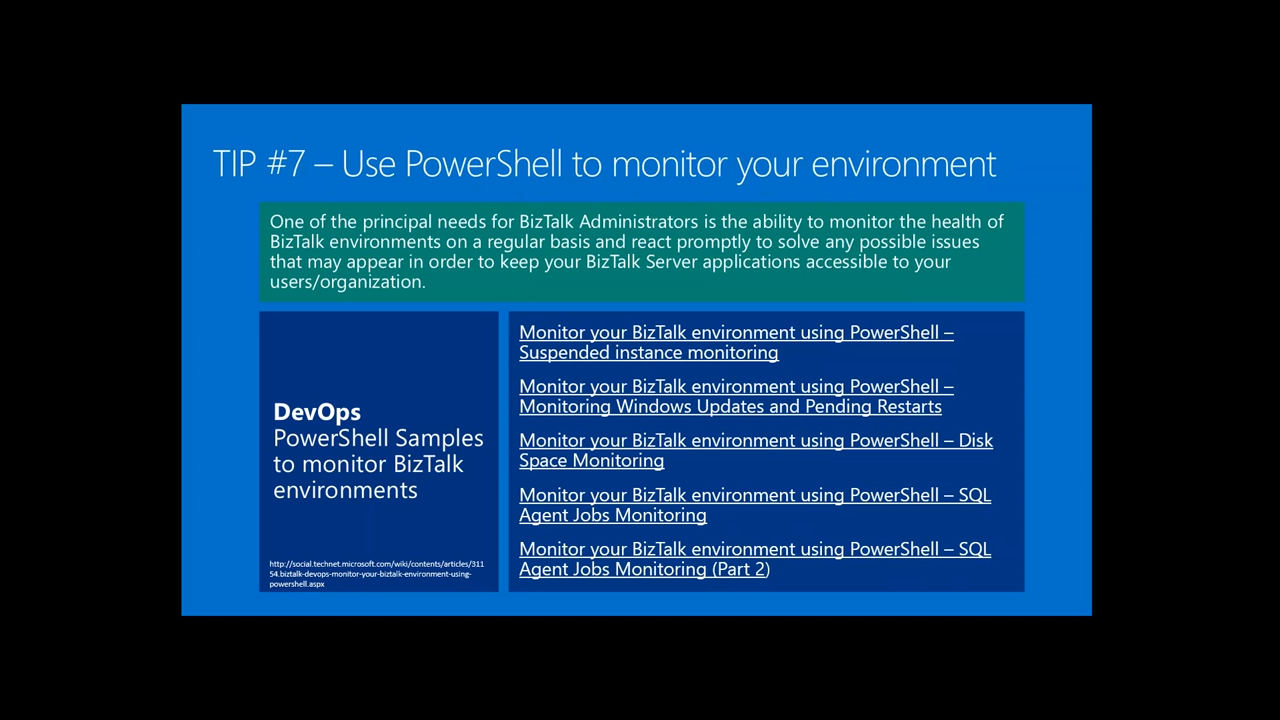 TIP #7 – Use PowerShell to monitor your environment
One of the principal needs for BizTalk Administrators is the ability to monitor the health of
BizTalk environments on a regular basis and react promptly to solve any possible issues
that may appear in order to keep your BizTalk Server applications accessible to your
users/organization.
DevOps
PowerShell Samples
to monitor BizTalk
environments
http://social.technet.microsoft.com/wiki/contents/articles/311
54.biztalk-devops-monitor-your-biztalk-environment-using-
powershell.aspx
Monitor your BizTalk environment using PowerShell –
Suspended instance monitoring
Monitor your BizTalk environment using PowerShell –
Monitoring Windows Updates and Pending Restarts
Monitor your BizTalk environment using PowerShell – Disk
Space Monitoring
Monitor your BizTalk environment using PowerShell – SQL
Agent Jobs Monitoring
Monitor your BizTalk environment using PowerShell – SQL
Agent Jobs Monitoring (Part 2)